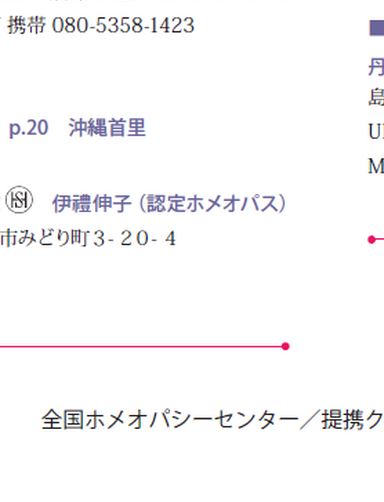 携帯 080-5358-1423
p.20 沖縄首里
伊禮伸子（認定ホメオパス）
市みどり町３-２０-４
■
丹
島
U
M
全国ホメオパシーセンター／提携ク